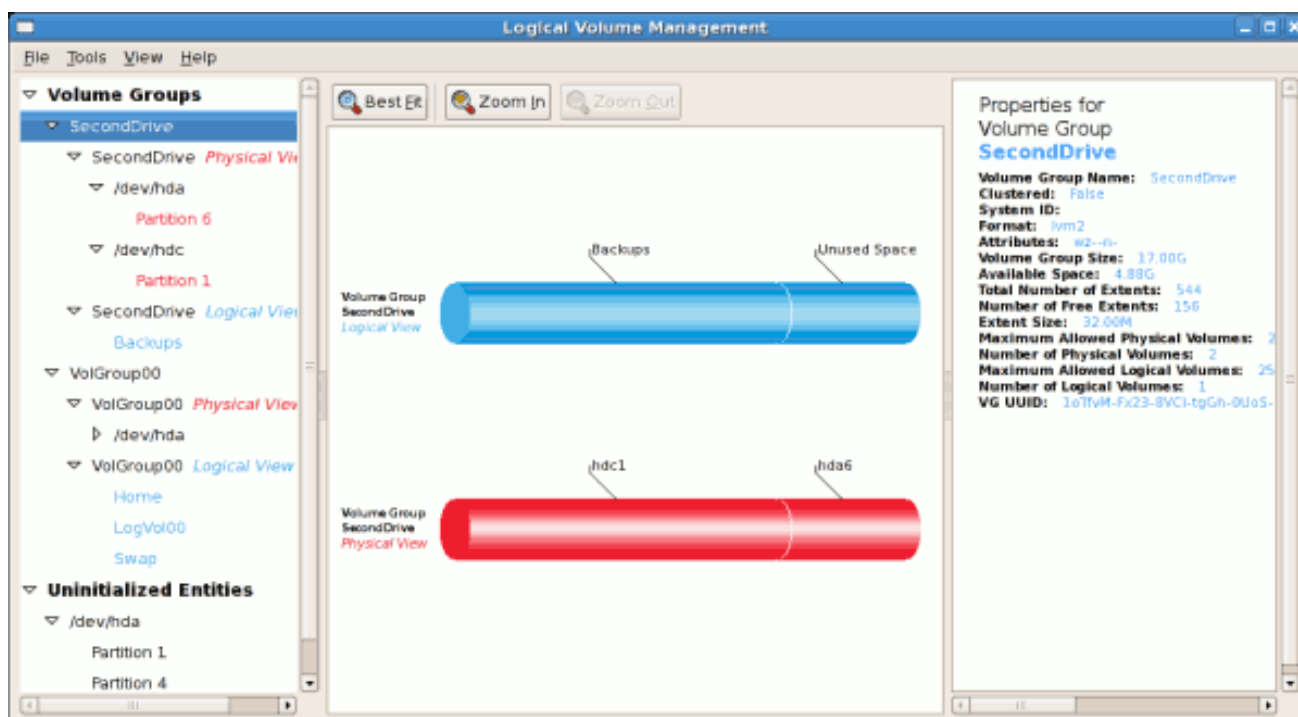 Logical Volume Management
File Tools View Help
Volume Groups
SecondDrive
SecondDrive Physical Vie
/dev/hda
Partition 6
/dev/hdc
Partition 1
SecondDrive Logical View
Backups
VolGroup00
VolGroup00 Physical View
/dev/hda
VolGroup00 Logical View
Home
LogVol00
Swap
Uninitialized Entities
/dev/hda
Partition 1
Partition 4
Best Fit Zoom In Zoom Out
Backups Unused Space
Volume Group
SecondDrive
Logical View
hdc1 hda6
Volume Group
SecondDrive
Physical View
Properties for
Volume Group
SecondDrive
Volume Group Name: SecondDrive
Clustered: False
System ID:
Format: lvm2
Attributes: wz--n-
Volume Group Size: 17.00G
Available Space: 4.88G
Total Number of Extents: 544
Number of Free Extents: 156
Extent Size: 32.00M
Maximum Allowed Physical Volumes: 2
Number of Physical Volumes: 2
Maximum Allowed Logical Volumes: 25
Number of Logical Volumes: 1
VG UUID: